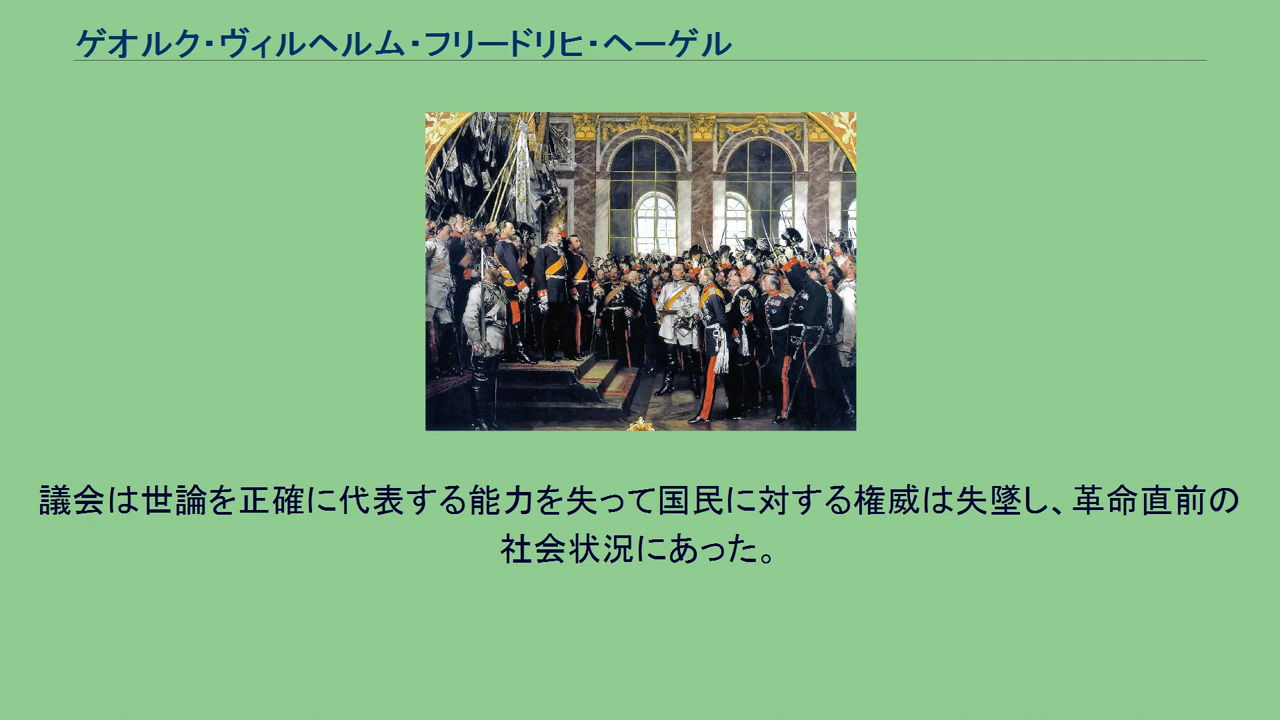 ゲオルク・ヴィルヘルム・フリードリヒ・ヘーゲル
議会は世論を正確に代表する能力を失って国民に対する権威は失墜し、革命直前の
社会状況にあった。